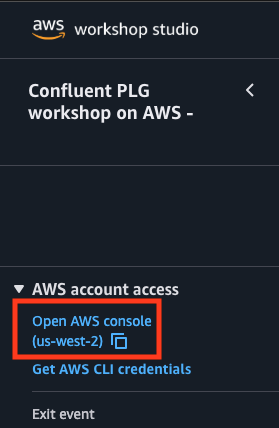 aws workshop studio
Confluent PLG
workshop on AWS -
AWS account access
Open AWS console
(us-west-2)
Get AWS CLI credentials
Exit event